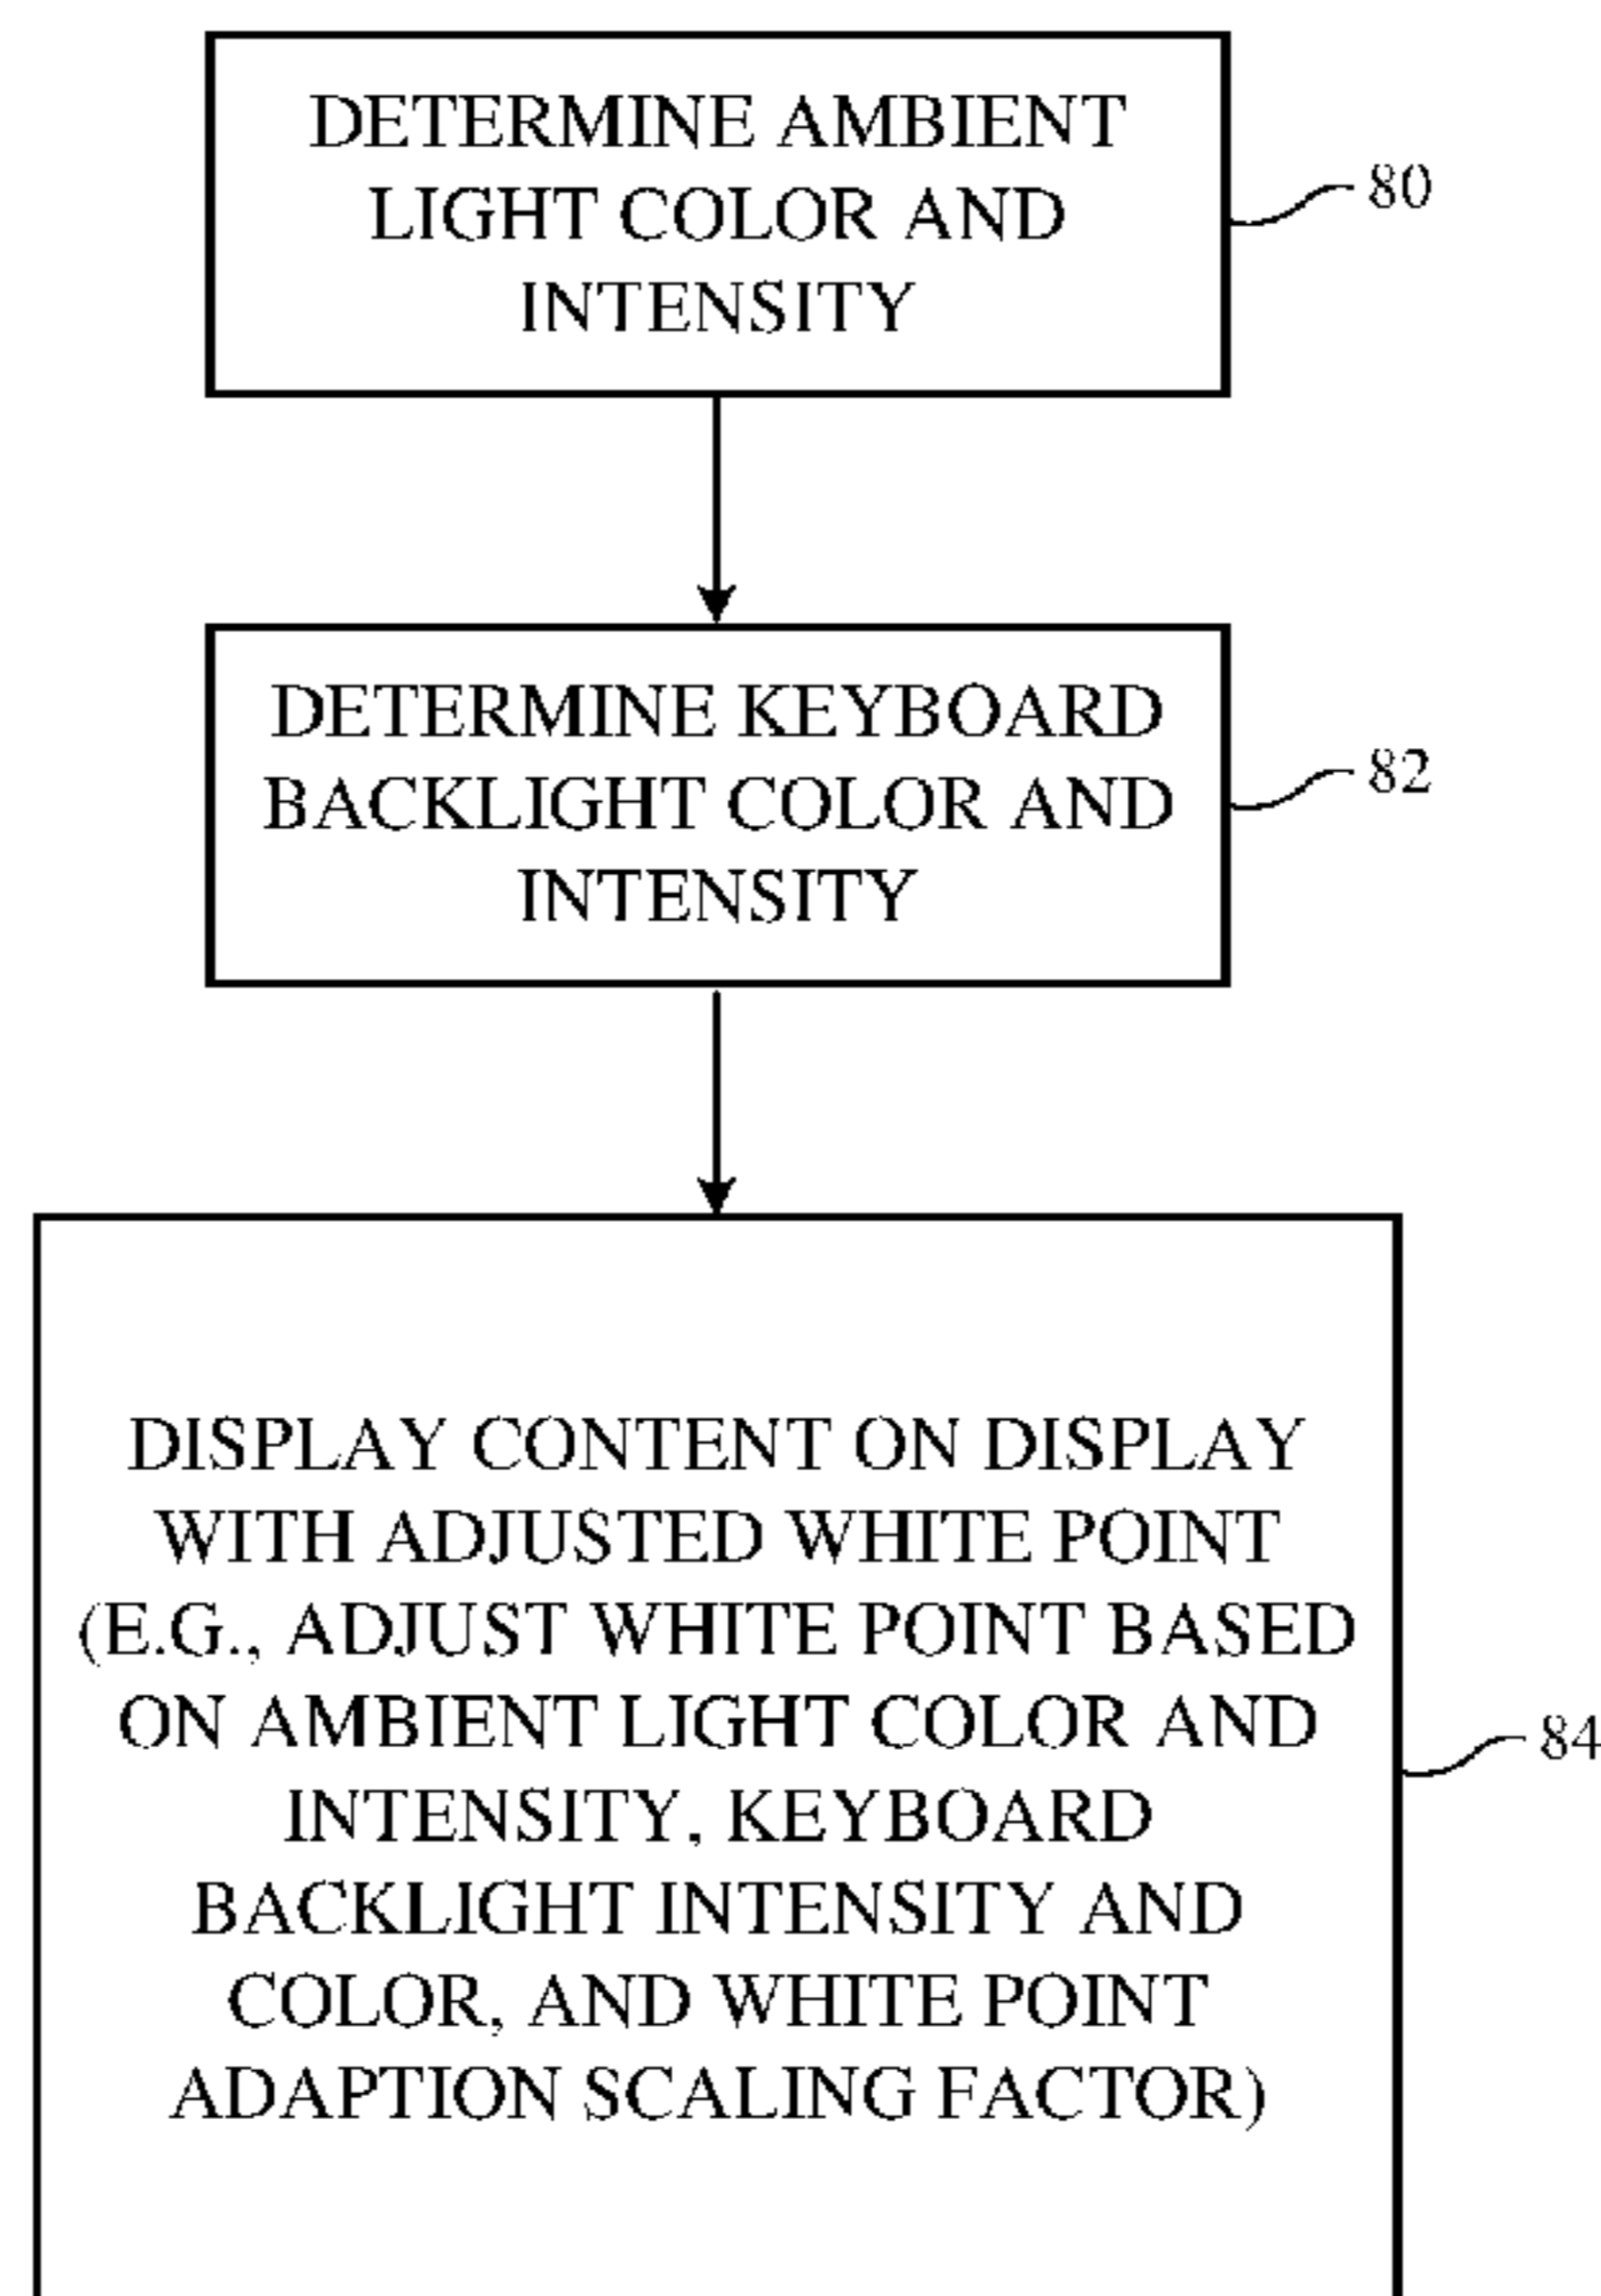 DETERMINE AMBIENT
LIGHT COLOR AND
INTENSITY
80
DETERMINE KEYBOARD
BACKLIGHT COLOR AND
INTENSITY
82
DISPLAY CONTENT ON DISPLAY
WITH ADJUSTED WHITE POINT
(E.G., ADJUST WHITE POINT BASED
ON AMBIENT LIGHT COLOR AND
INTENSITY, KEYBOARD
BACKLIGHT INTENSITY AND
COLOR, AND WHITE POINT
ADAPTION SCALING FACTOR)
84